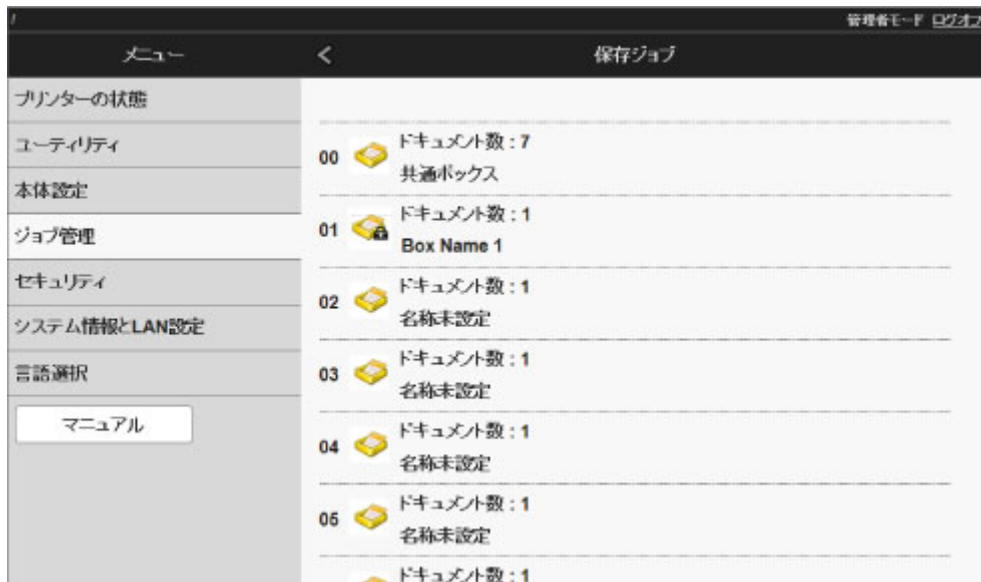 /
管理者モード ログオフ
メニュー
< 保存ジョブ
プリンターの状態
ユーティリティ
本体設定
ジョブ管理
セキュリティ
システム情報とLAN設定
言語選択
マニュアル
00 ドキュメント数 : 7
共通ボックス
01 ドキュメント数 : 1
Box Name 1
02 ドキュメント数 : 1
名称未設定
03 ドキュメント数 : 1
名称未設定
04 ドキュメント数 : 1
名称未設定
05 ドキュメント数 : 1
名称未設定
ドキュメント数 : 1